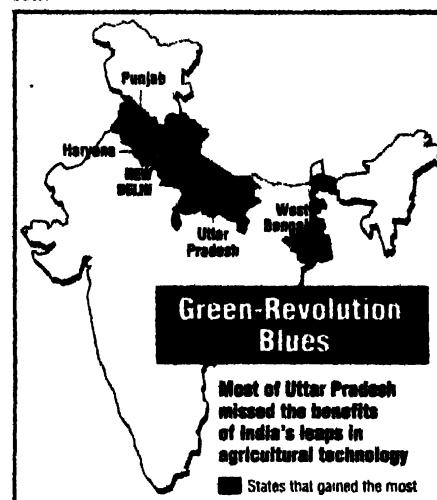 Punjab
Haryana
NEW
DELHI
Uttar
Pradesh
West
Bengal
Green-Revolution
Blues
Most of Uttar Pradesh
missed the benefits
of India's leaps in
agricultural technology
States that gained the most